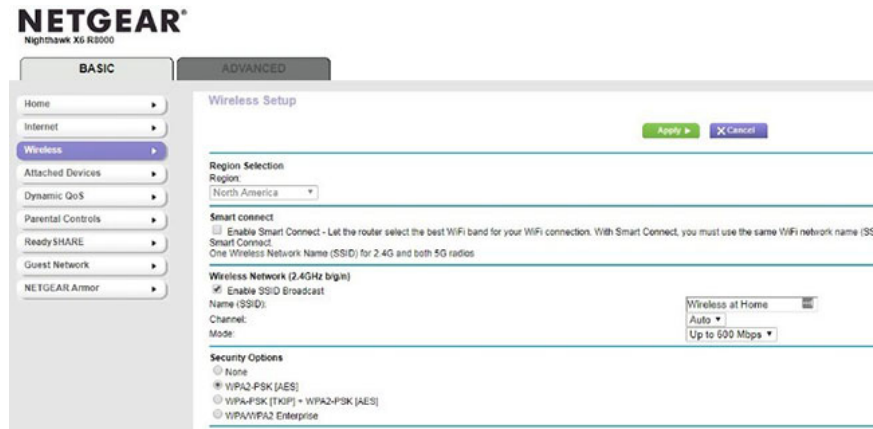 NETGEAR®
Nighthawk X6 R8000
BASIC
ADVANCED
Home
Internet
Wireless
Attached Devices
Dynamic QoS
Parental Controls
ReadySHARE
Guest Network
NETGEAR Armor
Wireless Setup
Apply
X Cancel
Region Selection
Region:
North America
Smart connect
Enable Smart Connect - Let the router select the best WiFi band for your WiFi connection. With Smart Connect, you must use the same WiFi network name (SS
Smart Connect.
One Wireless Network Name (SSID) for 2.4G and both 5G radios
Wireless Network (2.4GHz b/g/n)
Enable SSID Broadcast
Name (SSID): Wireless at Home
Channel: Auto
Mode: Up to 600 Mbps
Security Options
None
WPA2-PSK [AES]
WPA-PSK [TKIP] + WPA2-PSK [AES]
WPA/WPA2 Enterprise